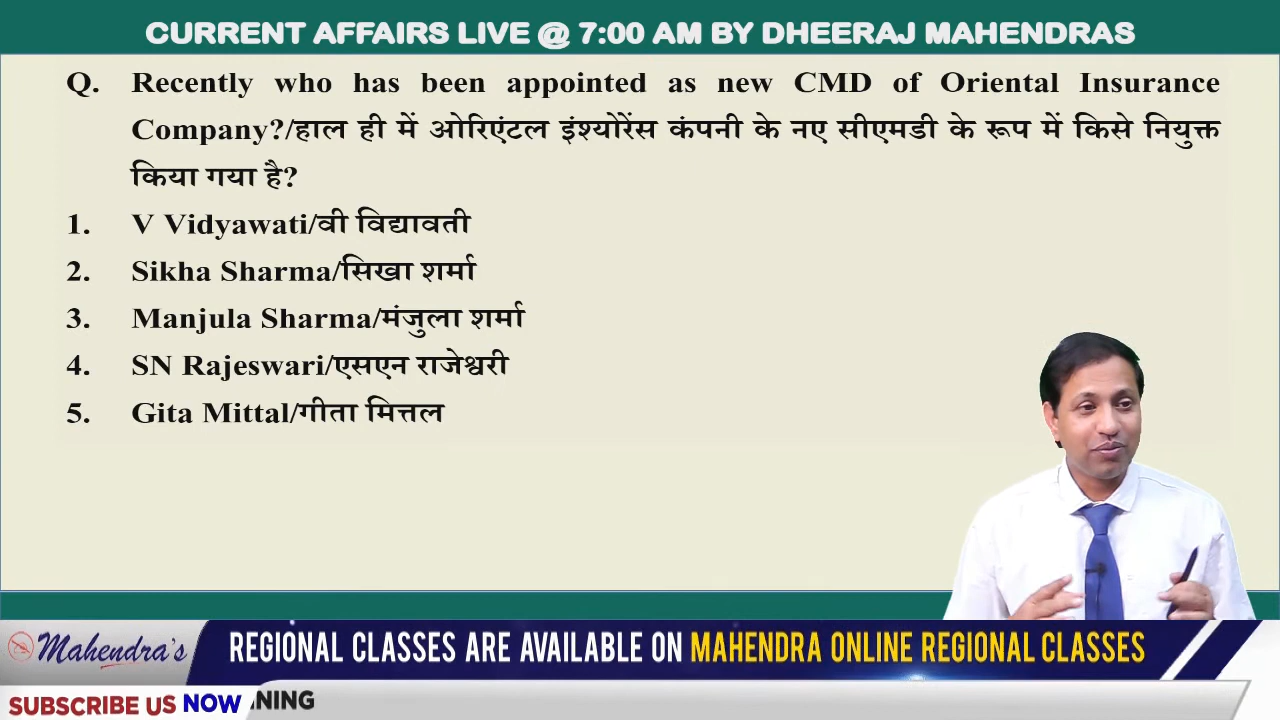 CURRENT AFFAIRS LIVE @ 7:00 AM BY DHEERAJ MAHENDRAS
Q. Recently who has been appointed as new CMD of Oriental Insurance
Company?/हाल ही में ओरिएंटल इंश्योरेंस कंपनी के नए सीएमडी के रूप में किसे नियुक्त
किया गया है?
1. V Vidyawati/वी विद्यावती
2. Sikha Sharma/सिखा शर्मा
3. Manjula Sharma/मंजुला शर्मा
4. SN Rajeswari/एसएन राजेश्वरी
5. Gita Mittal/गीता मित्तल
Mahendra's REGIONAL CLASSES ARE AVAILABLE ON MAHENDRA ONLINE REGIONAL CLASSES
SUBSCRIBE US NOW NING